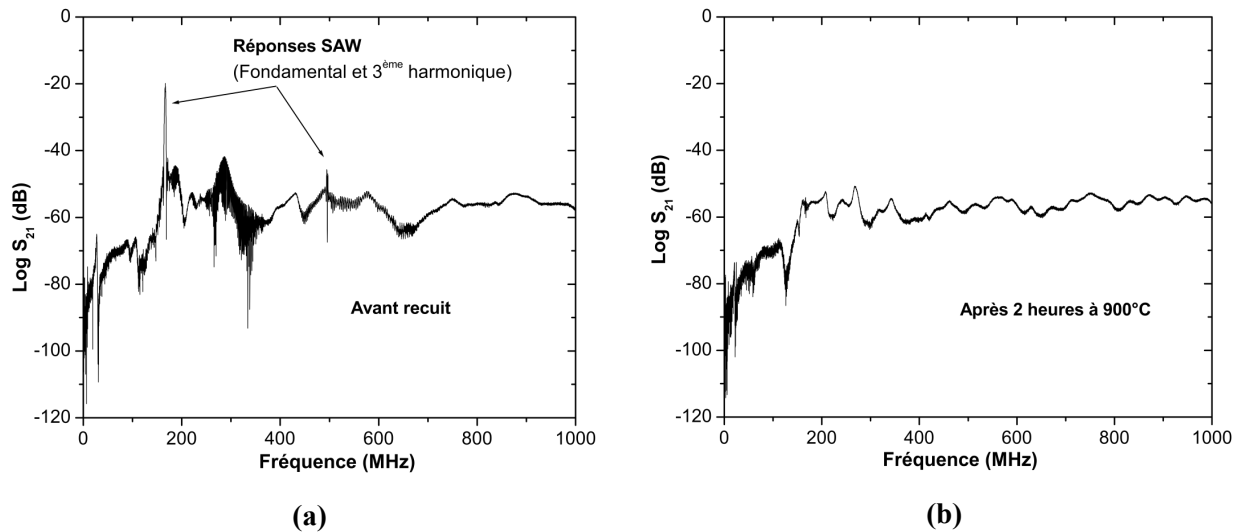 0
-20
-40
-60
-80
-100
-120
Log S21 (dB)
Réponses SAW
(Fondamental et 3ème harmonique)
Avant recuit
0 200 400 600 800 1000
Fréquence (MHz)
(a)
0
-20
-40
-60
-80
-100
-120
Log S21 (dB)
Après 2 heures à 900°C
0 200 400 600 800 1000
Fréquence (MHz)
(b)